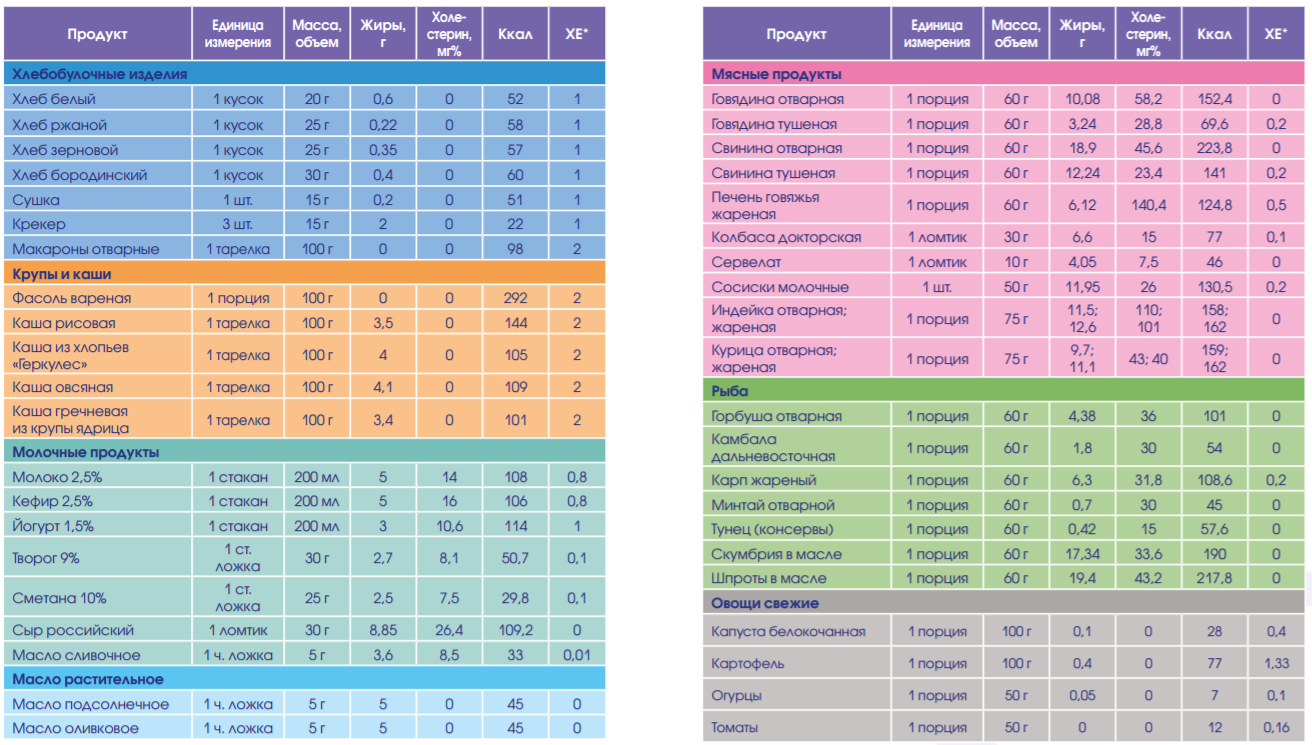 Продукт Единица измерения Масса, объем Жиры, г Холе-стерин, мг% Ккал ХЕ*
Хлебобулочные изделия
Хлеб белый 1 кусок 20 г 0,6 0 52 1
Хлеб ржаной 1 кусок 25 г 0,22 0 58 1
Хлеб зерновой 1 кусок 25 г 0,35 0 57 1
Хлеб бородинский 1 кусок 30 г 0,4 0 60 1
Сушка 1 шт. 15 г 0,2 0 51 1
Крекер 3 шт. 15 г 2 0 22 1
Макароны отварные 1 тарелка 100 г 0 0 98 2
Крупы и каши
Фасоль вареная 1 порция 100 г 0 0 292 2
Каша рисовая 1 тарелка 100 г 3,5 0 144 2
Каша из хлопьев «Геркулес» 1 тарелка 100 г 4 0 105 2
Каша овсяная 1 тарелка 100 г 4,1 0 109 2
Каша гречневая из крупы ядрица 1 тарелка 100 г 3,4 0 101 2
Молочные продукты
Молоко 2,5% 1 стакан 200 мл 5 14 108 0,8
Кефир 2,5% 1 стакан 200 мл 5 16 106 0,8
Йогурт 1,5% 1 стакан 200 мл 3 10,6 114 1
Творог 9% 1 ст. ложка 30 г 2,7 8,1 50,7 0,1
Сметана 10% 1 ст. ложка 25 г 2,5 7,5 29,8 0,1
Сыр российский 1 ломтик 30 г 8,85 26,4 109,2 0
Масло сливочное 1 ч. ложка 5 г 3,6 8,5 33 0,01
Масло растительное
Масло подсолнечное 1 ч. ложка 5 г 5 0 45 0
Масло оливковое 1 ч. ложка 5 г 5 0 45 0
Продукт Единица измерения Масса, объем Жиры, г Холе-стерин, мг% Ккал ХЕ*
Мясные продукты
Говядина отварная 1 порция 60 г 10,08 58,2 152,4 0
Говядина тушеная 1 порция 60 г 3,24 28,8 69,6 0,2
Свинина отварная 1 порция 60 г 18,9 45,6 223,8 0
Свинина тушеная 1 порция 60 г 12,24 23,4 141 0,2
Печень говяжья жареная 1 порция 60 г 6,12 140,4 124,8 0,5
Колбаса докторская 1 ломтик 30 г 6,6 15 77 0,1
Сервелат 1 ломтик 10 г 4,05 7,5 46 0
Сосиски молочные 1 шт. 50 г 11,95 26 130,5 0,2
Индейка отварная; жареная 1 порция 75 г 11,5; 12,6 110; 101 158; 162 0
Курица отварная; жареная 1 порция 75 г 9,7; 11,1 43; 40 159; 162 0
Рыба
Горбуша отварная 1 порция 60 г 4,38 36 101 0
Камбала дальневосточная 1 порция 60 г 1,8 30 54 0
Карп жареный 1 порция 60 г 6,3 31,8 108,6 0,2
Минтай отварной 1 порция 60 г 0,7 30 45 0
Тунец (консервы) 1 порция 60 г 0,42 15 57,6 0
Скумбрия в масле 1 порция 60 г 17,34 33,6 190 0
Шпроты в масле 1 порция 60 г 19,4 43,2 217,8 0
Овощи свежие
Капуста белокочанная 1 порция 100 г 0,1 0 28 0,4
Картофель 1 порция 100 г 0,4 0 77 1,33
Огурцы 1 порция 50 г 0,05 0 7 0,1
Томаты 1 порция 50 г 0 0 12 0,16